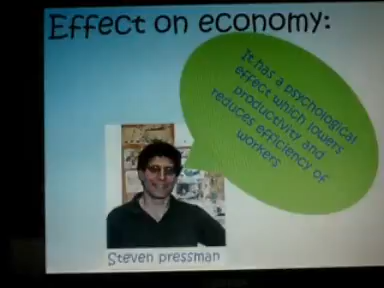 Effect on economy:
It has a psychological
effect which lowers
productivity and
reduces efficiency of
workers
Steven pressman